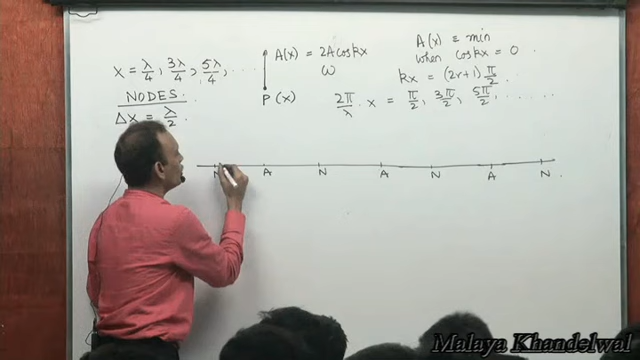 x = λ/4, 3λ/4, 5λ/4, ...
NODES.
Δx = λ/2.
A(x) = 2A cos kx
ω
P(x)
A(x) = min
when cos kx = 0.
kx = (2r+1) π/2.
2π/λ . x = π/2, 3π/2, 5π/2, ......
N A N A N A N
Malaya Khandelwal